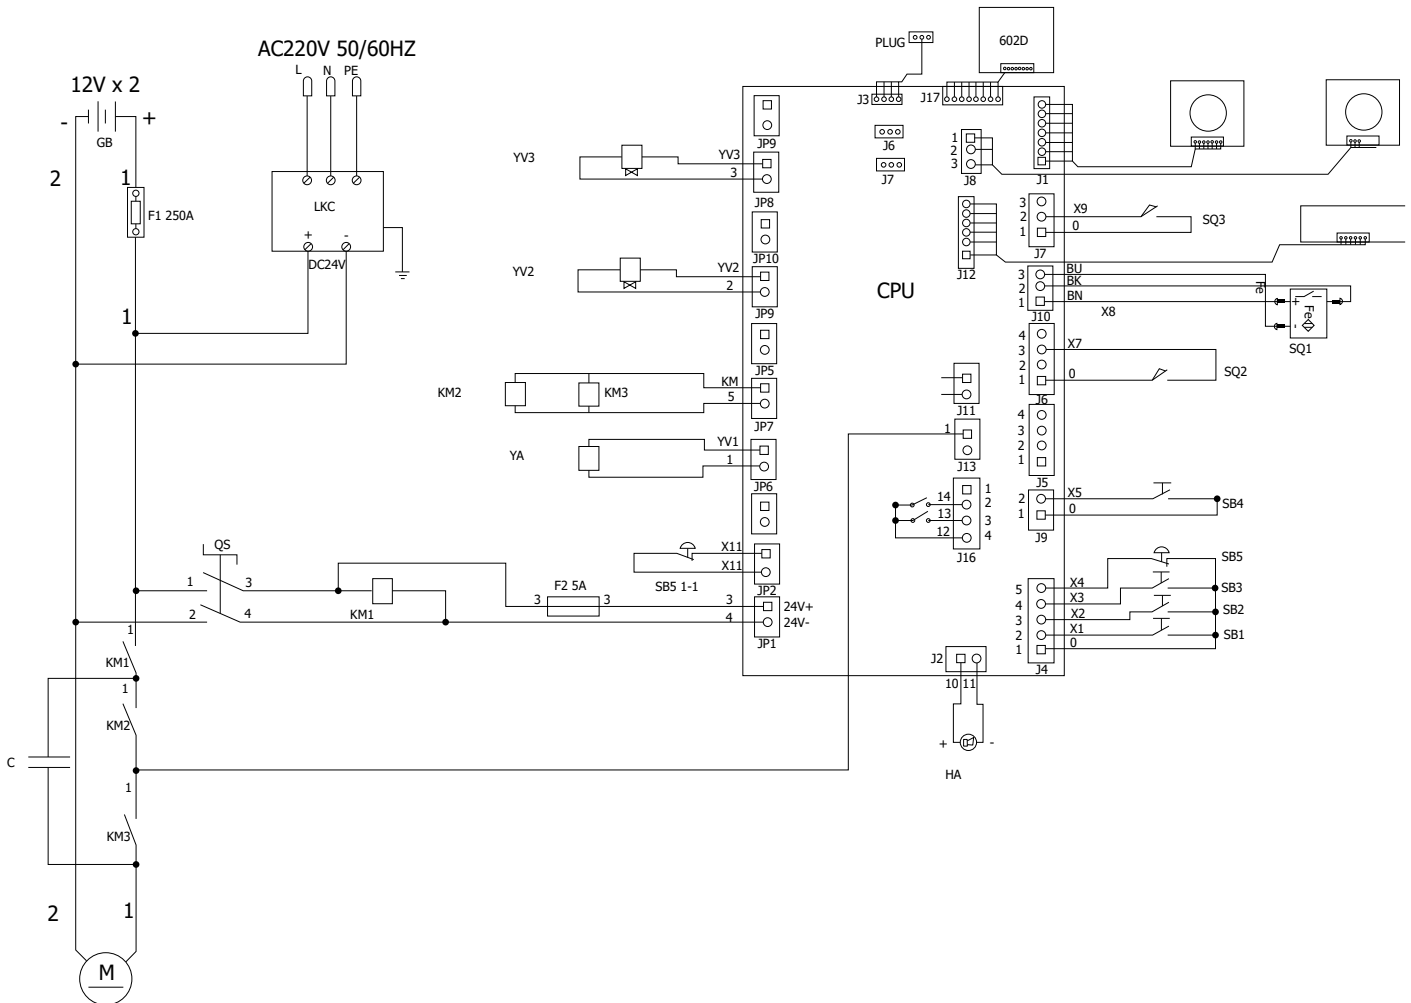 AC220V 50/60HZ
L N PE
12V x 2
- +
GB
2
1
F1 250A
LKC
+ -
DC24V
1
PLUG
602D
J3
J17
J6
J7
1
2
3
J8
J1
JP9
YV3
YV3
3
JP8
JP10
YV2
YV2
2
JP9
JP5
KM2
KM3
KM
5
JP7
YA
YV1
1
JP6
X11
X11
SB5 1-1
JP2
F2 5A
3 3
3
4
24V+
24V-
JP1
CPU
J12
3
2
1
X9
0
SQ3
J7
3
2
1
BU
BK
BN
X8
J10
Fe
+
-
Fe
SQ1
4
3
2
1
X7
0
SQ2
J6
J11
1
J13
4
3
2
1
J5
14
13
12
1
2
3
4
J16
2
1
X5
0
SB4
J9
5
4
3
2
1
X4
X3
X2
X1
0
SB5
SB3
SB2
SB1
J4
J2
10 11
+ -
HA
QS
1 3
2 4
KM1
1
KM1
1
KM2
C
1
KM3
2
1
M